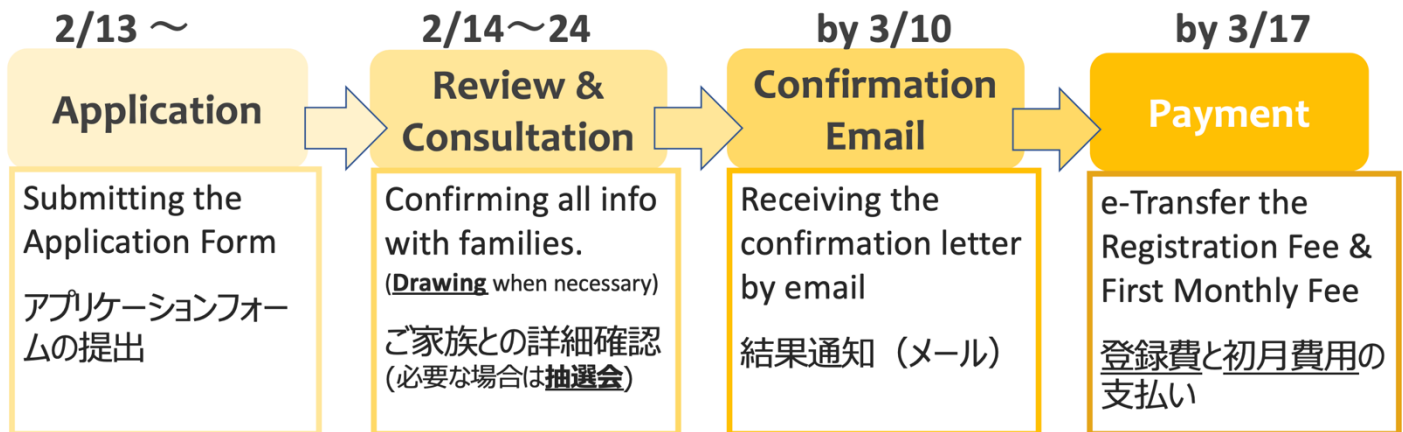 2/13 ～
Application
Submitting the
Application Form
アプリケーションフォー
ムの提出
2/14～24
Review &
Consultation
Confirming all info
with families.
(Drawing when necessary)
ご家族との詳細確認
(必要な場合は抽選会)
by 3/10
Confirmation
Email
Receiving the
confirmation letter
by email
結果通知（メール）
by 3/17
Payment
e-Transfer the
Registration Fee &
First Monthly Fee
登録費と初月費用の
支払い